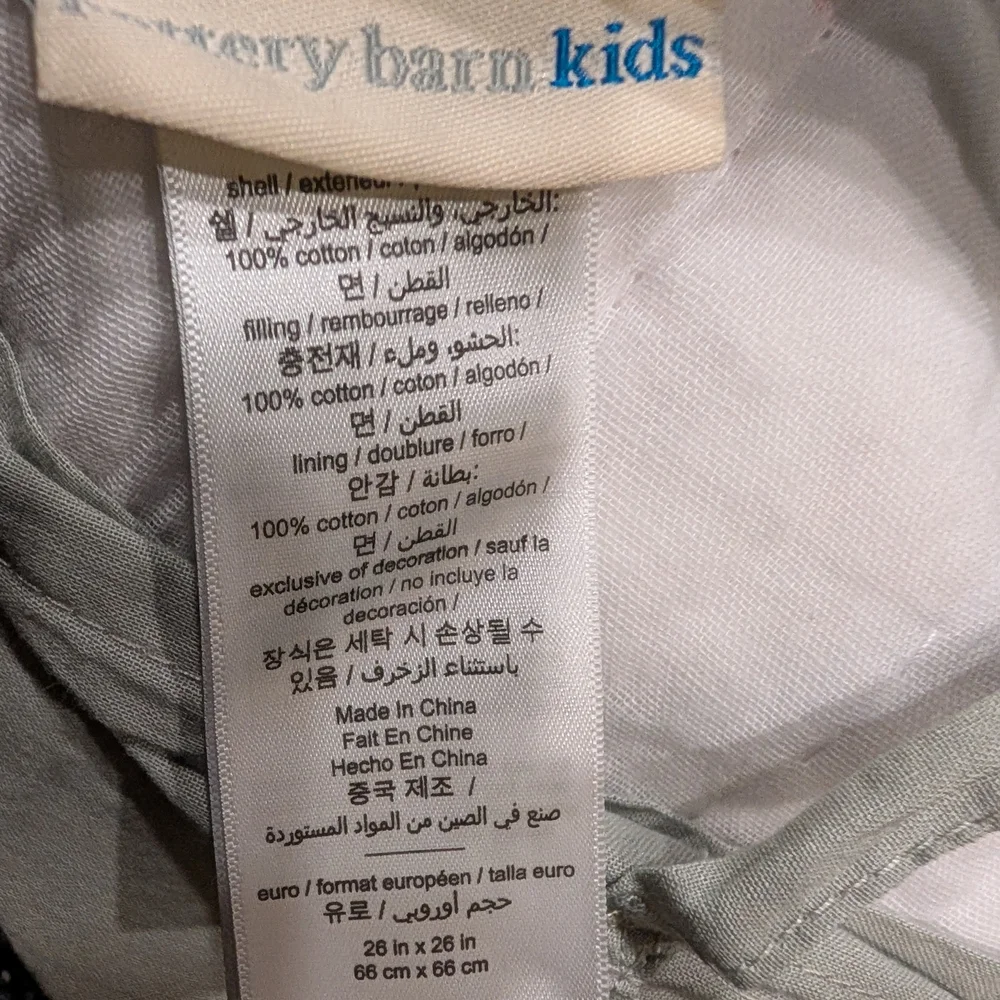 barn kids
shell /
쉘 / الخارجي، والنسيج الخارجي:
100% cotton / coton / algodón /
면 / القطن
filling / rembourrage / relleno /
충전재 / الحشو، وملء:
100% cotton / coton / algodón /
면 / القطن
lining / doublure / forro /
안감 / بطانة:
100% cotton / coton / algodón /
면 / القطن
exclusive of decoration / sauf la
décoration / no incluye la
decoración /
장식은 세탁 시 손상될 수
있음 / باستثناء الزخرف
Made In China
Fait En Chine
Hecho En China
중국 제조 /
صنع في الصين من المواد المستوردة
euro / format européen / talla euro
유로 / حجم أوروبي
26 in x 26 in
66 cm x 66 cm